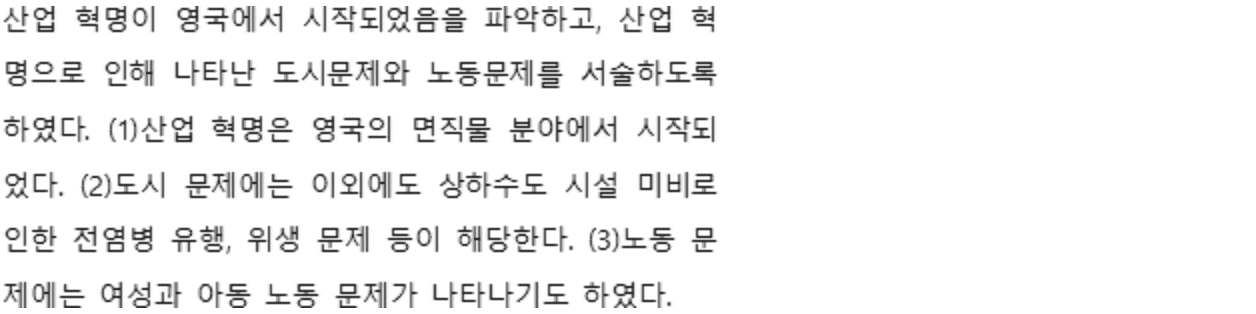 산업 혁명이 영국에서 시작되었음을 파악하고, 산업 혁
명으로 인해 나타난 도시문제와 노동문제를 서술하도록
하였다. (1)산업 혁명은 영국의 면직물 분야에서 시작되
었다. (2)도시 문제에는 이외에도 상하수도 시설 미비로
인한 전염병 유행, 위생 문제 등이 해당한다. (3)노동 문
제에는 여성과 아동 노동 문제가 나타나기도 하였다.